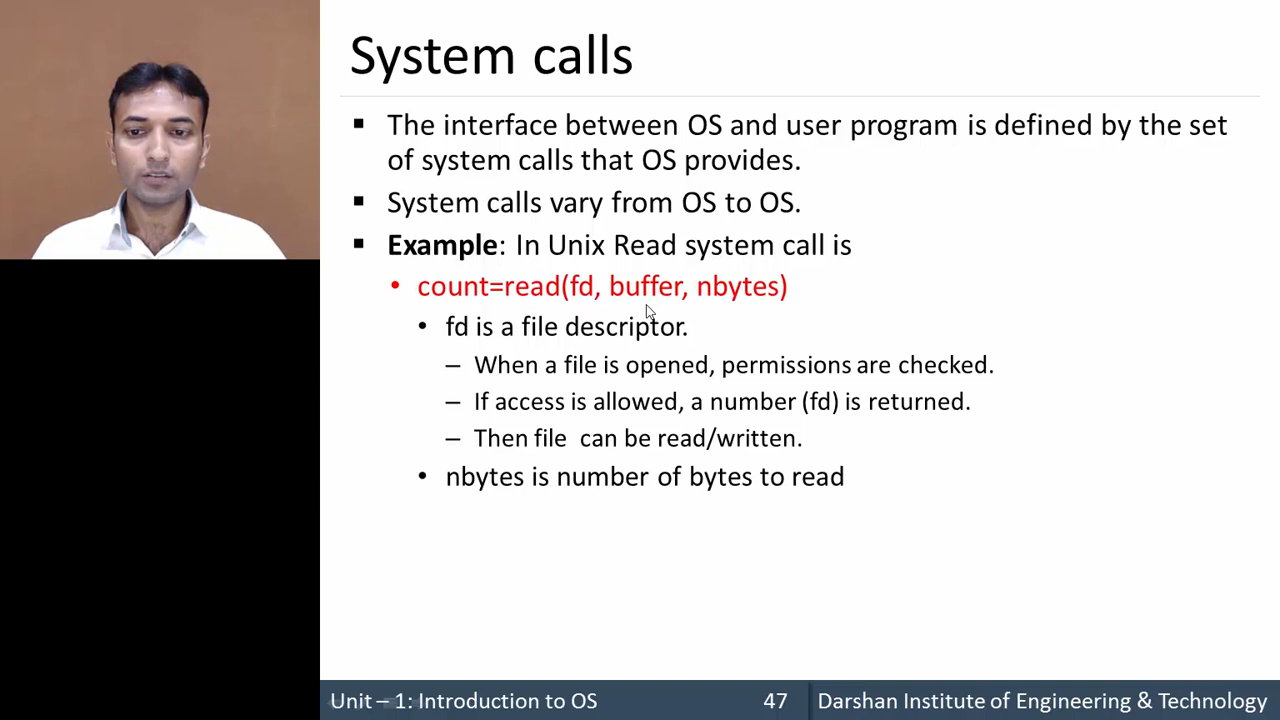 System calls
▪ The interface between OS and user program is defined by the set
of system calls that OS provides.
▪ System calls vary from OS to OS.
▪ Example: In Unix Read system call is
• count=read(fd, buffer, nbytes)
• fd is a file descriptor.
– When a file is opened, permissions are checked.
– If access is allowed, a number (fd) is returned.
– Then file can be read/written.
• nbytes is number of bytes to read
Unit – 1: Introduction to OS 47 Darshan Institute of Engineering & Technology